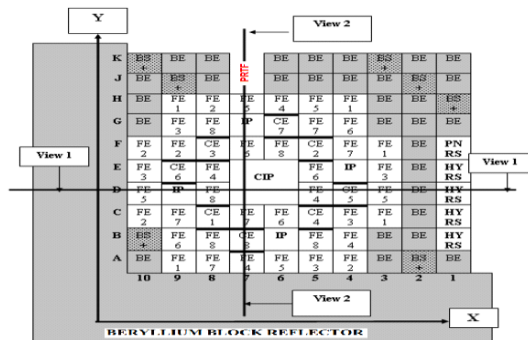 Y
View 2
K BS BE BE PRTF BE BE BE BS BE BE
+ +
J BE BS BE BE BE BE BE BS BE
+ +
H BE FE FE FE FE FE FE BE BE BS
1 2 5 4 5 1 +
G BE FE FE IP CE FE FE BE BE BE
3 8 7 7 6
F FE FE CE FE FE CE FE FE BE PN
2 2 3 8 2 7 1 RS
View 1
View 1
E FE CE FE CIP FE IP FE BE HY
3 6 4 6 3 RS
D FE IP FE FE CE FE BE HY
5 8 4 5 5 RS
C FE FE CE FE FE CE FE FE BE HY
2 7 1 7 6 4 3 1 RS
B BS FE FE CE IP FE FE BE BE HY
+ 6 8 8 8 4 RS
A BE FE FE FE FE FE FE BE BS BE
1 7 4 5 3 2 +
10 9 8 7 6 5 4 3 2 1
View 2
X
BERYLLIUM BLOCK REFLECTOR